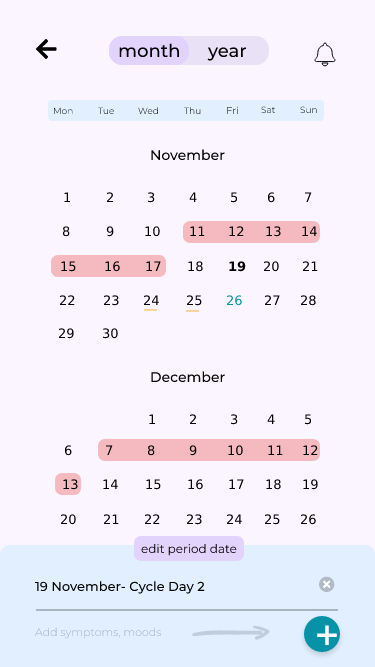 month year
Mon Tue Wed Thu Fri Sat Sun
November
1 2 3 4 5 6 7
8 9 10 11 12 13 14
15 16 17 18 19 20 21
22 23 24 25 26 27 28
29 30
December
1 2 3 4 5
6 7 8 9 10 11 12
13 14 15 16 17 18 19
20 21 22 23 24 25 26
edit period date
19 November- Cycle Day 2
Add symptoms, moods